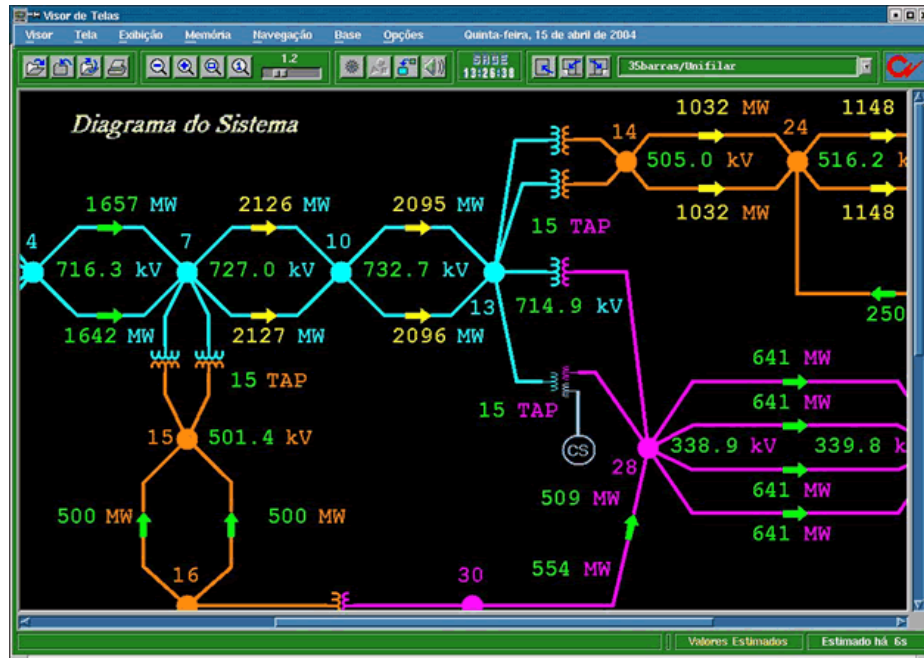 Visor de Telas
Visor Tela Exibição Memória Navegação Base Opções Quinta-feira, 15 de abril de 2004
1.2
SAGE
13:26:38
35barras/Unifilar
Diagrama do Sistema
14
1032 MW
24
1148
505.0 kV
516.2 k
1032 MW
1148
15 TAP
1657 MW
2126 MW
2095 MW
4
7
10
716.3 kV
727.0 kV
732.7 kV
13
714.9 kV
250
1642 MW
2127 MW
2096 MW
15 TAP
15 TAP
641 MW
641 MW
15
501.4 kV
CS
28
338.9 kV
339.8 k
641 MW
641 MW
500 MW
500 MW
509 MW
554 MW
16
30
Valores Estimados
Estimado há 6s